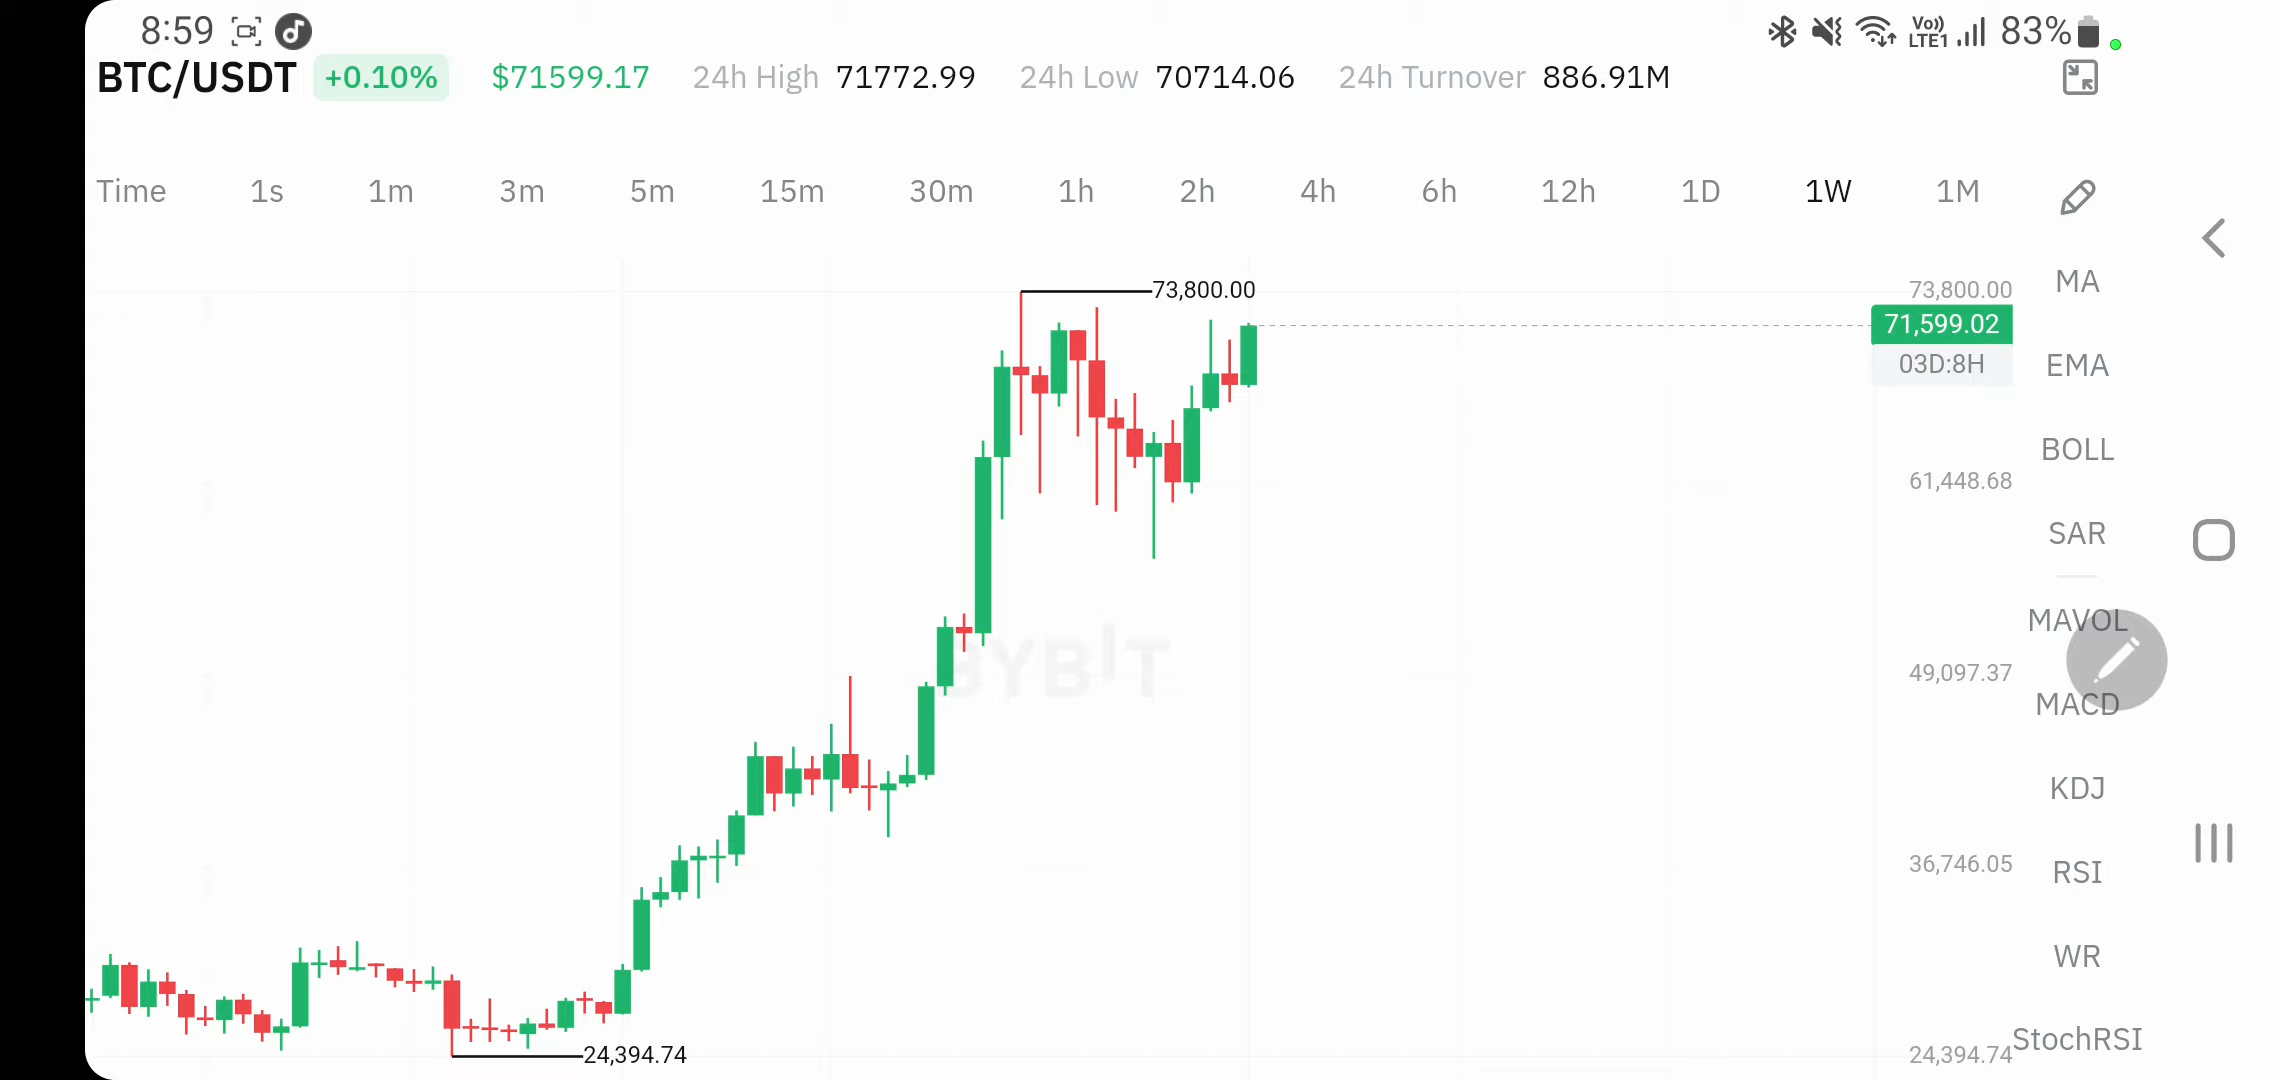 8:59 Vo)) LTE1 83%
BTC/USDT +0.10% $71599.17 24h High 71772.99 24h Low 70714.06 24h Turnover 886.91M
Time 1s 1m 3m 5m 15m 30m 1h 2h 4h 6h 12h 1D 1W 1M
73,800.00 73,800.00
MA
71,599.02
03D:8H
EMA
BOLL
61,448.68
SAR
MAVOL
BYBIT
49,097.37
MACD
KDJ
36,746.05
RSI
WR
24,394.74 24,394.74
StochRSI